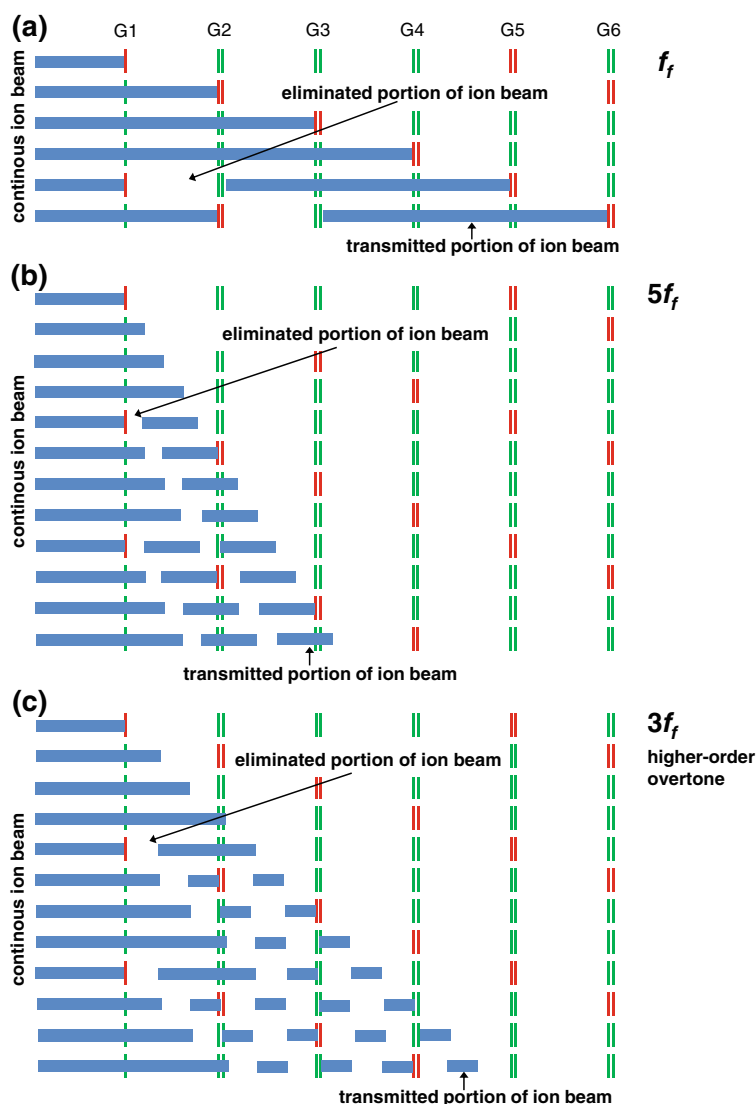 (a)
G1 G2 G3 G4 G5 G6
f_f
eliminated portion of ion beam
continous ion beam
transmitted portion of ion beam
(b)
5f_f
eliminated portion of ion beam
continous ion beam
transmitted portion of ion beam
(c)
3f_f
higher-order
overtone
eliminated portion of ion beam
continous ion beam
transmitted portion of ion beam